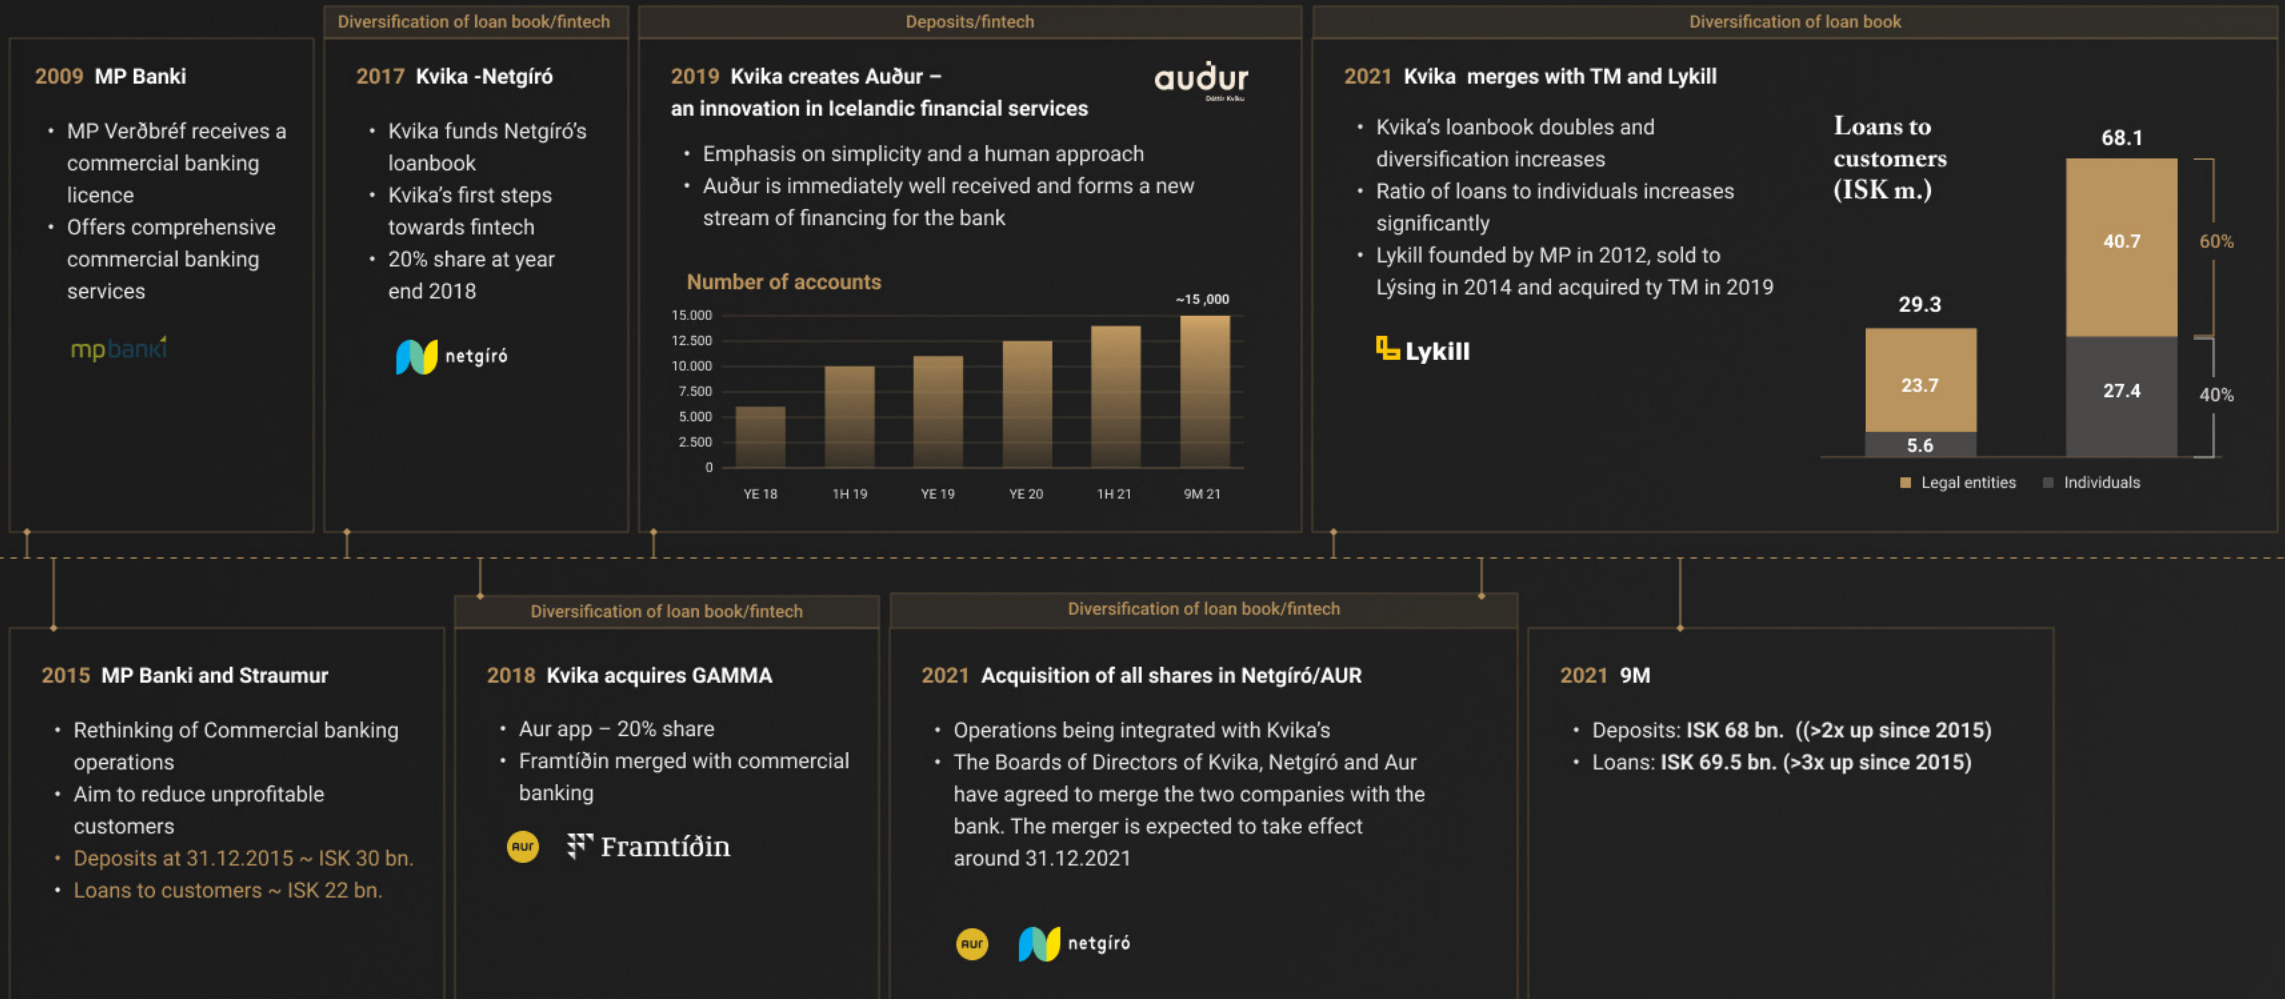 Diversification of loan book/fintech
Deposits/fintech
Diversification of loan book
2009 MP Banki
• MP Verðbréf receives a
commercial banking
licence
• Offers comprehensive
commercial banking
services
mpbanki
2017 Kvika -Netgíró
• Kvika funds Netgíró's
loanbook
• Kvika's first steps
towards fintech
• 20% share at year
end 2018
netgíró
2019 Kvika creates Auður –
an innovation in Icelandic financial services
auður
Dóttir Kviku
• Emphasis on simplicity and a human approach
• Auður is immediately well received and forms a new
stream of financing for the bank
Number of accounts
~15 ,000
15.000
12.500
10.000
7.500
5.000
2.500
0
YE 18 1H 19 YE 19 YE 20 1H 21 9M 21
2021 Kvika merges with TM and Lykill
• Kvika's loanbook doubles and
diversification increases
• Ratio of loans to individuals increases
significantly
• Lykill founded by MP in 2012, sold to
Lýsing in 2014 and acquired ty TM in 2019
Lykill
Loans to
customers
(ISK m.)
68.1
40.7
60%
29.3
23.7
27.4
40%
5.6
Legal entities Individuals
2015 MP Banki and Straumur
• Rethinking of Commercial banking
operations
• Aim to reduce unprofitable
customers
• Deposits at 31.12.2015 ~ ISK 30 bn.
• Loans to customers ~ ISK 22 bn.
Diversification of loan book/fintech
2018 Kvika acquires GAMMA
• Aur app – 20% share
• Framtíðin merged with commercial
banking
AUr
Framtíðin
Diversification of loan book/fintech
2021 Acquisition of all shares in Netgíró/AUR
• Operations being integrated with Kvika's
• The Boards of Directors of Kvika, Netgíró and Aur
have agreed to merge the two companies with the
bank. The merger is expected to take effect
around 31.12.2021
AUr
netgíró
2021 9M
• Deposits: ISK 68 bn. ((>2x up since 2015)
• Loans: ISK 69.5 bn. (>3x up since 2015)